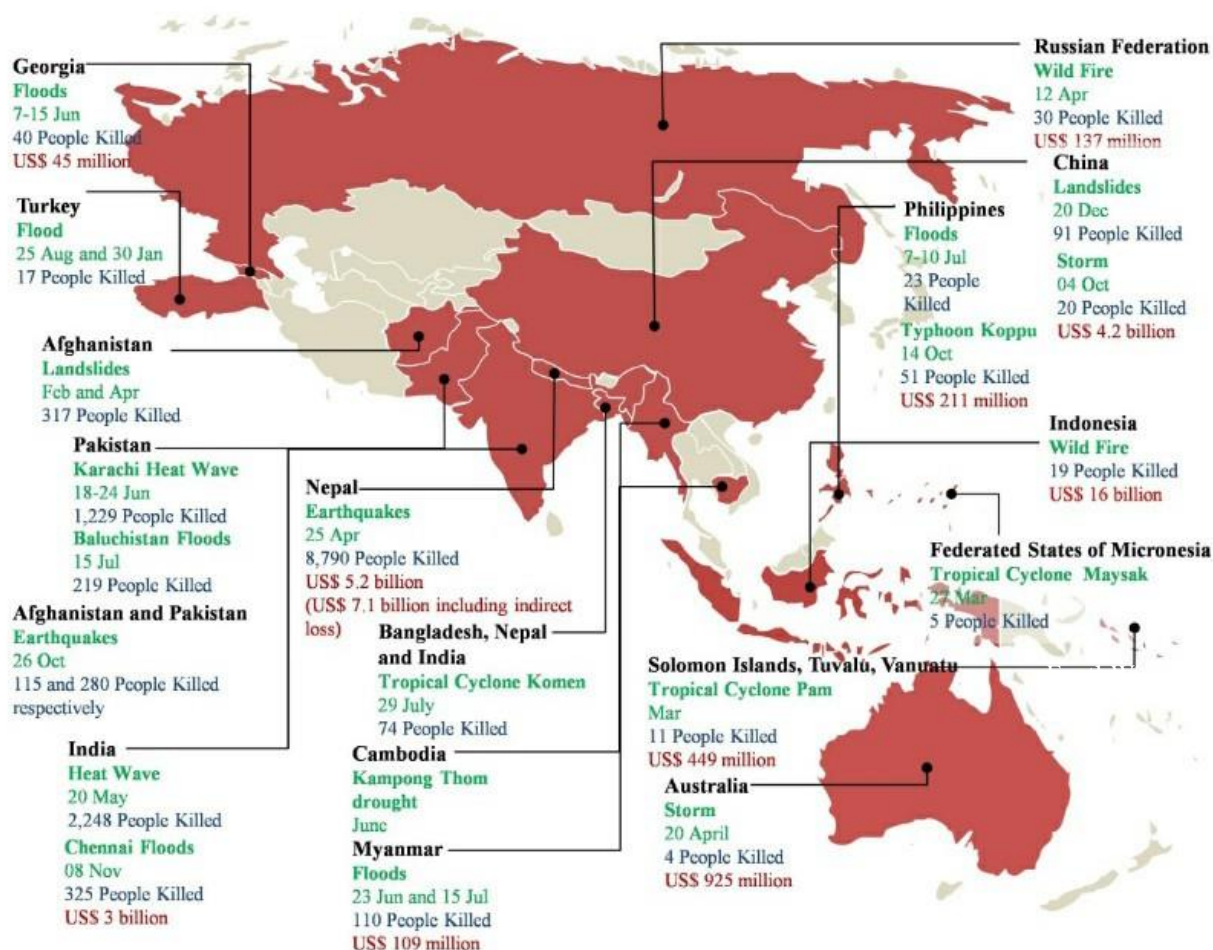 Georgia
Floods
7-15 Jun
40 People Killed
US$ 45 million
Turkey
Flood
25 Aug and 30 Jan
17 People Killed
Afghanistan
Landslides
Feb and Apr
317 People Killed
Pakistan
Karachi Heat Wave
18-24 Jun
1,229 People Killed
Baluchistan Floods
15 Jul
219 People Killed
Afghanistan and Pakistan
Earthquakes
26 Oct
115 and 280 People Killed
respectively
India
Heat Wave
20 May
2,248 People Killed
Chennai Floods
08 Nov
325 People Killed
US$ 3 billion
Nepal
Earthquakes
25 Apr
8,790 People Killed
US$ 5.2 billion
(US$ 7.1 billion including indirect
loss)
Bangladesh, Nepal
and India
Tropical Cyclone Komen
29 July
74 People Killed
Cambodia
Kampong Thom
drought
June
Myanmar
Floods
23 Jun and 15 Jul
110 People Killed
US$ 109 million
Russian Federation
Wild Fire
12 Apr
30 People Killed
US$ 137 million
China
Landslides
20 Dec
91 People Killed
Storm
04 Oct
20 People Killed
US$ 4.2 billion
Philippines
Floods
7-10 Jul
23 People
Killed
Typhoon Koppu
14 Oct
51 People Killed
US$ 211 million
Indonesia
Wild Fire
19 People Killed
US$ 16 billion
Federated States of Micronesia
Tropical Cyclone Maysak
27 Mar
5 People Killed
Solomon Islands, Tuvalu, Vanuatu
Tropical Cyclone Pam
Mar
11 People Killed
US$ 449 million
Australia
Storm
20 April
4 People Killed
US$ 925 million